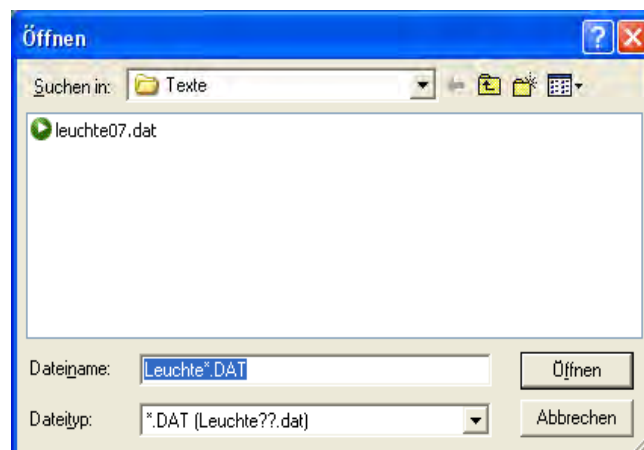 Öffnen
Suchen in: Texte
leuchte07.dat
Dateiname: Leuchte*.DAT Öffnen
Dateityp: *.DAT (Leuchte??.dat) Abbrechen